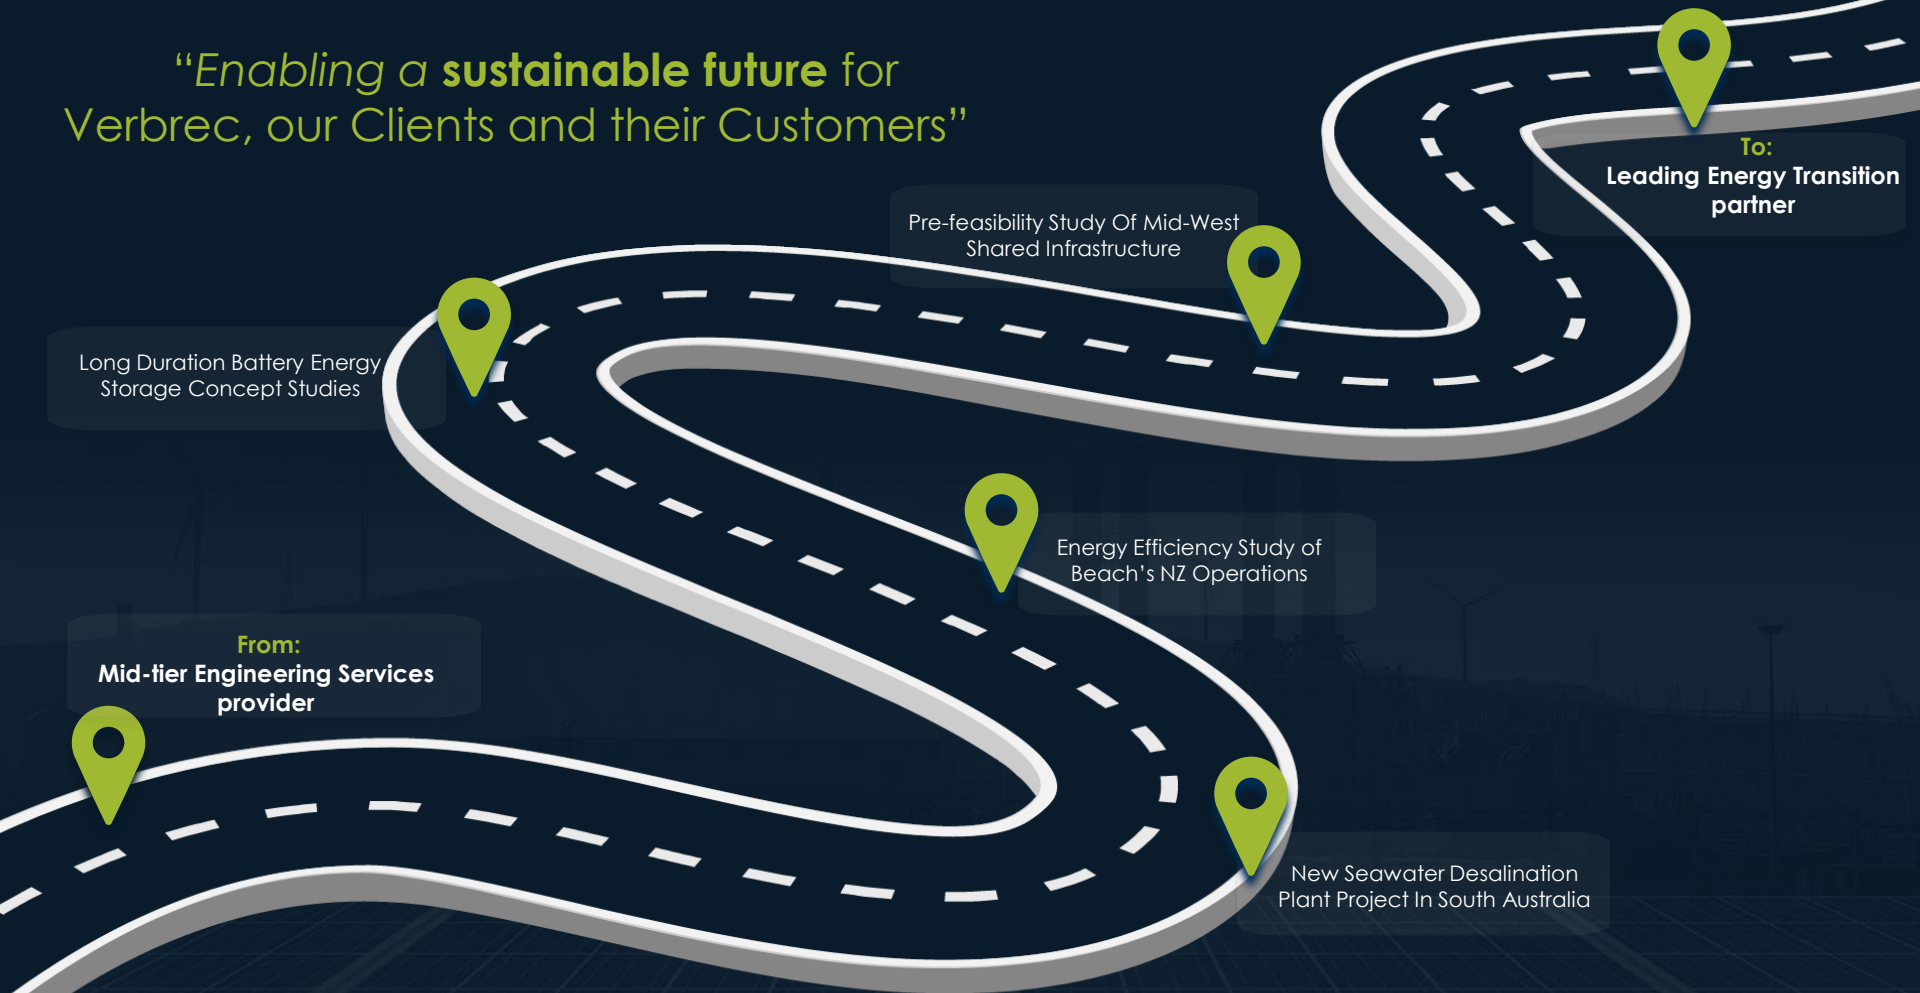 “Enabling a sustainable future for
Verbrec, our Clients and their Customers”
To:
Leading Energy Transition
partner
Pre-feasibility Study Of Mid-West
Shared Infrastructure
Long Duration Battery Energy
Storage Concept Studies
Energy Efficiency Study of
Beach’s NZ Operations
From:
Mid-tier Engineering Services
provider
New Seawater Desalination
Plant Project In South Australia